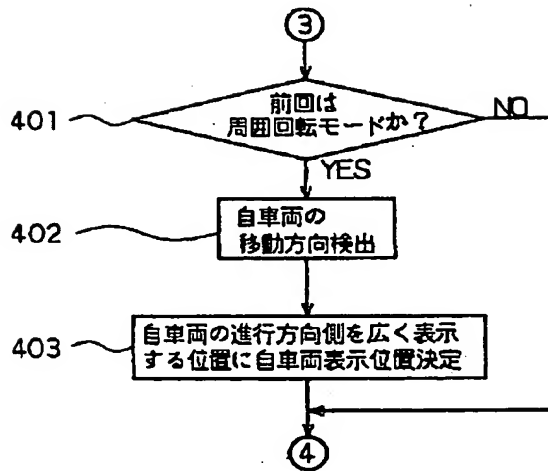 ③
401
前回は
周囲回転モードか？
NO
YES
402
自車両の
移動方向検出
403
自車両の進行方向側を広く表示
する位置に自車両表示位置決定
④